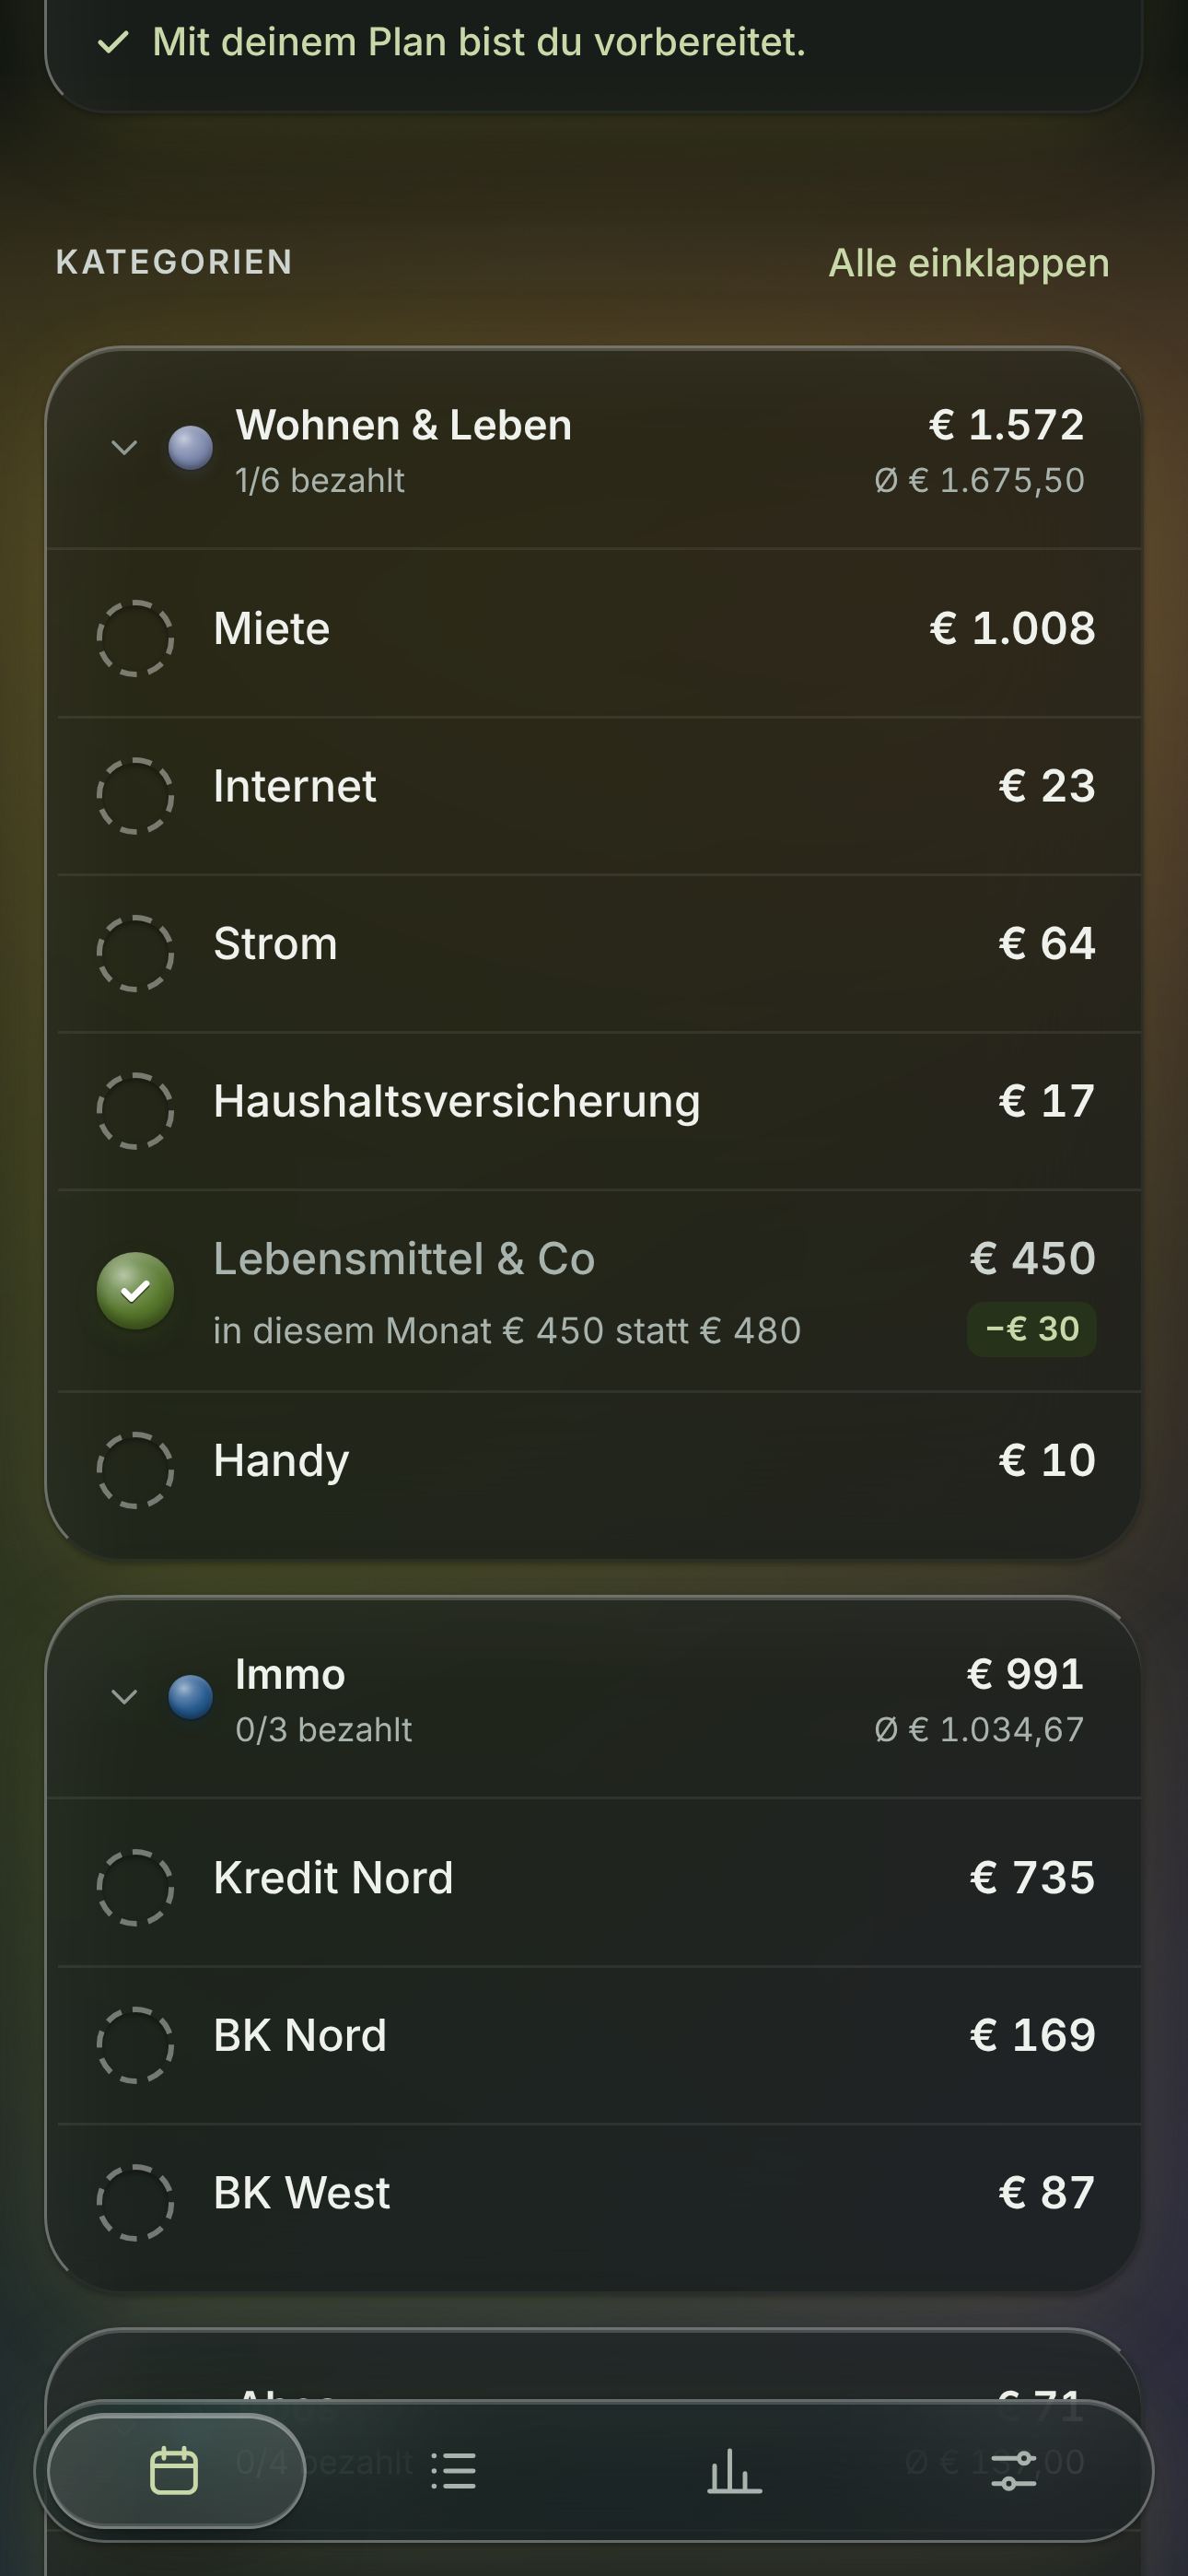 Mit deinem Plan bist du vorbereitet.
KATEGORIEN
Alle einklappen
Wohnen & Leben
€ 1.572
1/6 bezahlt
Ø € 1.675,50
Miete
€ 1.008
Internet
€ 23
Strom
€ 64
Haushaltsversicherung
€ 17
Lebensmittel & Co
€ 450
in diesem Monat € 450 statt € 480
−€ 30
Handy
€ 10
Immo
€ 991
0/3 bezahlt
Ø € 1.034,67
Kredit Nord
€ 735
BK Nord
€ 169
BK West
€ 87
€ 71
0/4 bezahlt